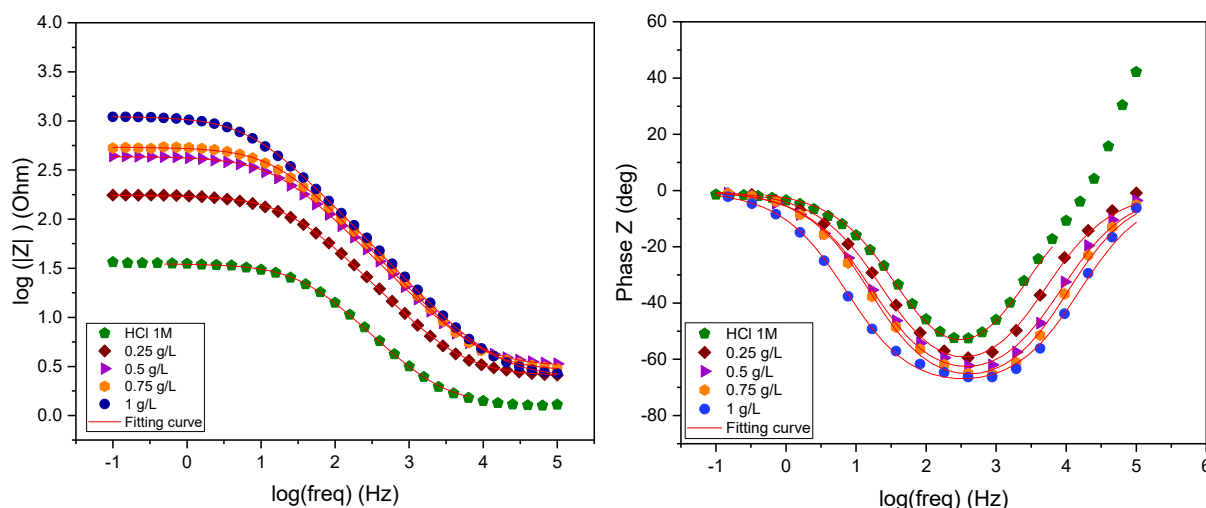 4.0
3.5
3.0
2.5
2.0
1.5
1.0
0.5
0.0
log (|Z| ) (Ohm)
HCl 1M
0.25 g/L
0.5 g/L
0.75 g/L
1 g/L
Fitting curve
-1 0 1 2 3 4 5
log(freq) (Hz)
60
40
20
0
-20
-40
-60
-80
Phase Z (deg)
HCl 1M
0.25 g/L
0.5 g/L
0.75 g/L
1 g/L
Fitting curve
-1 0 1 2 3 4 5 6
log(freq) (Hz)